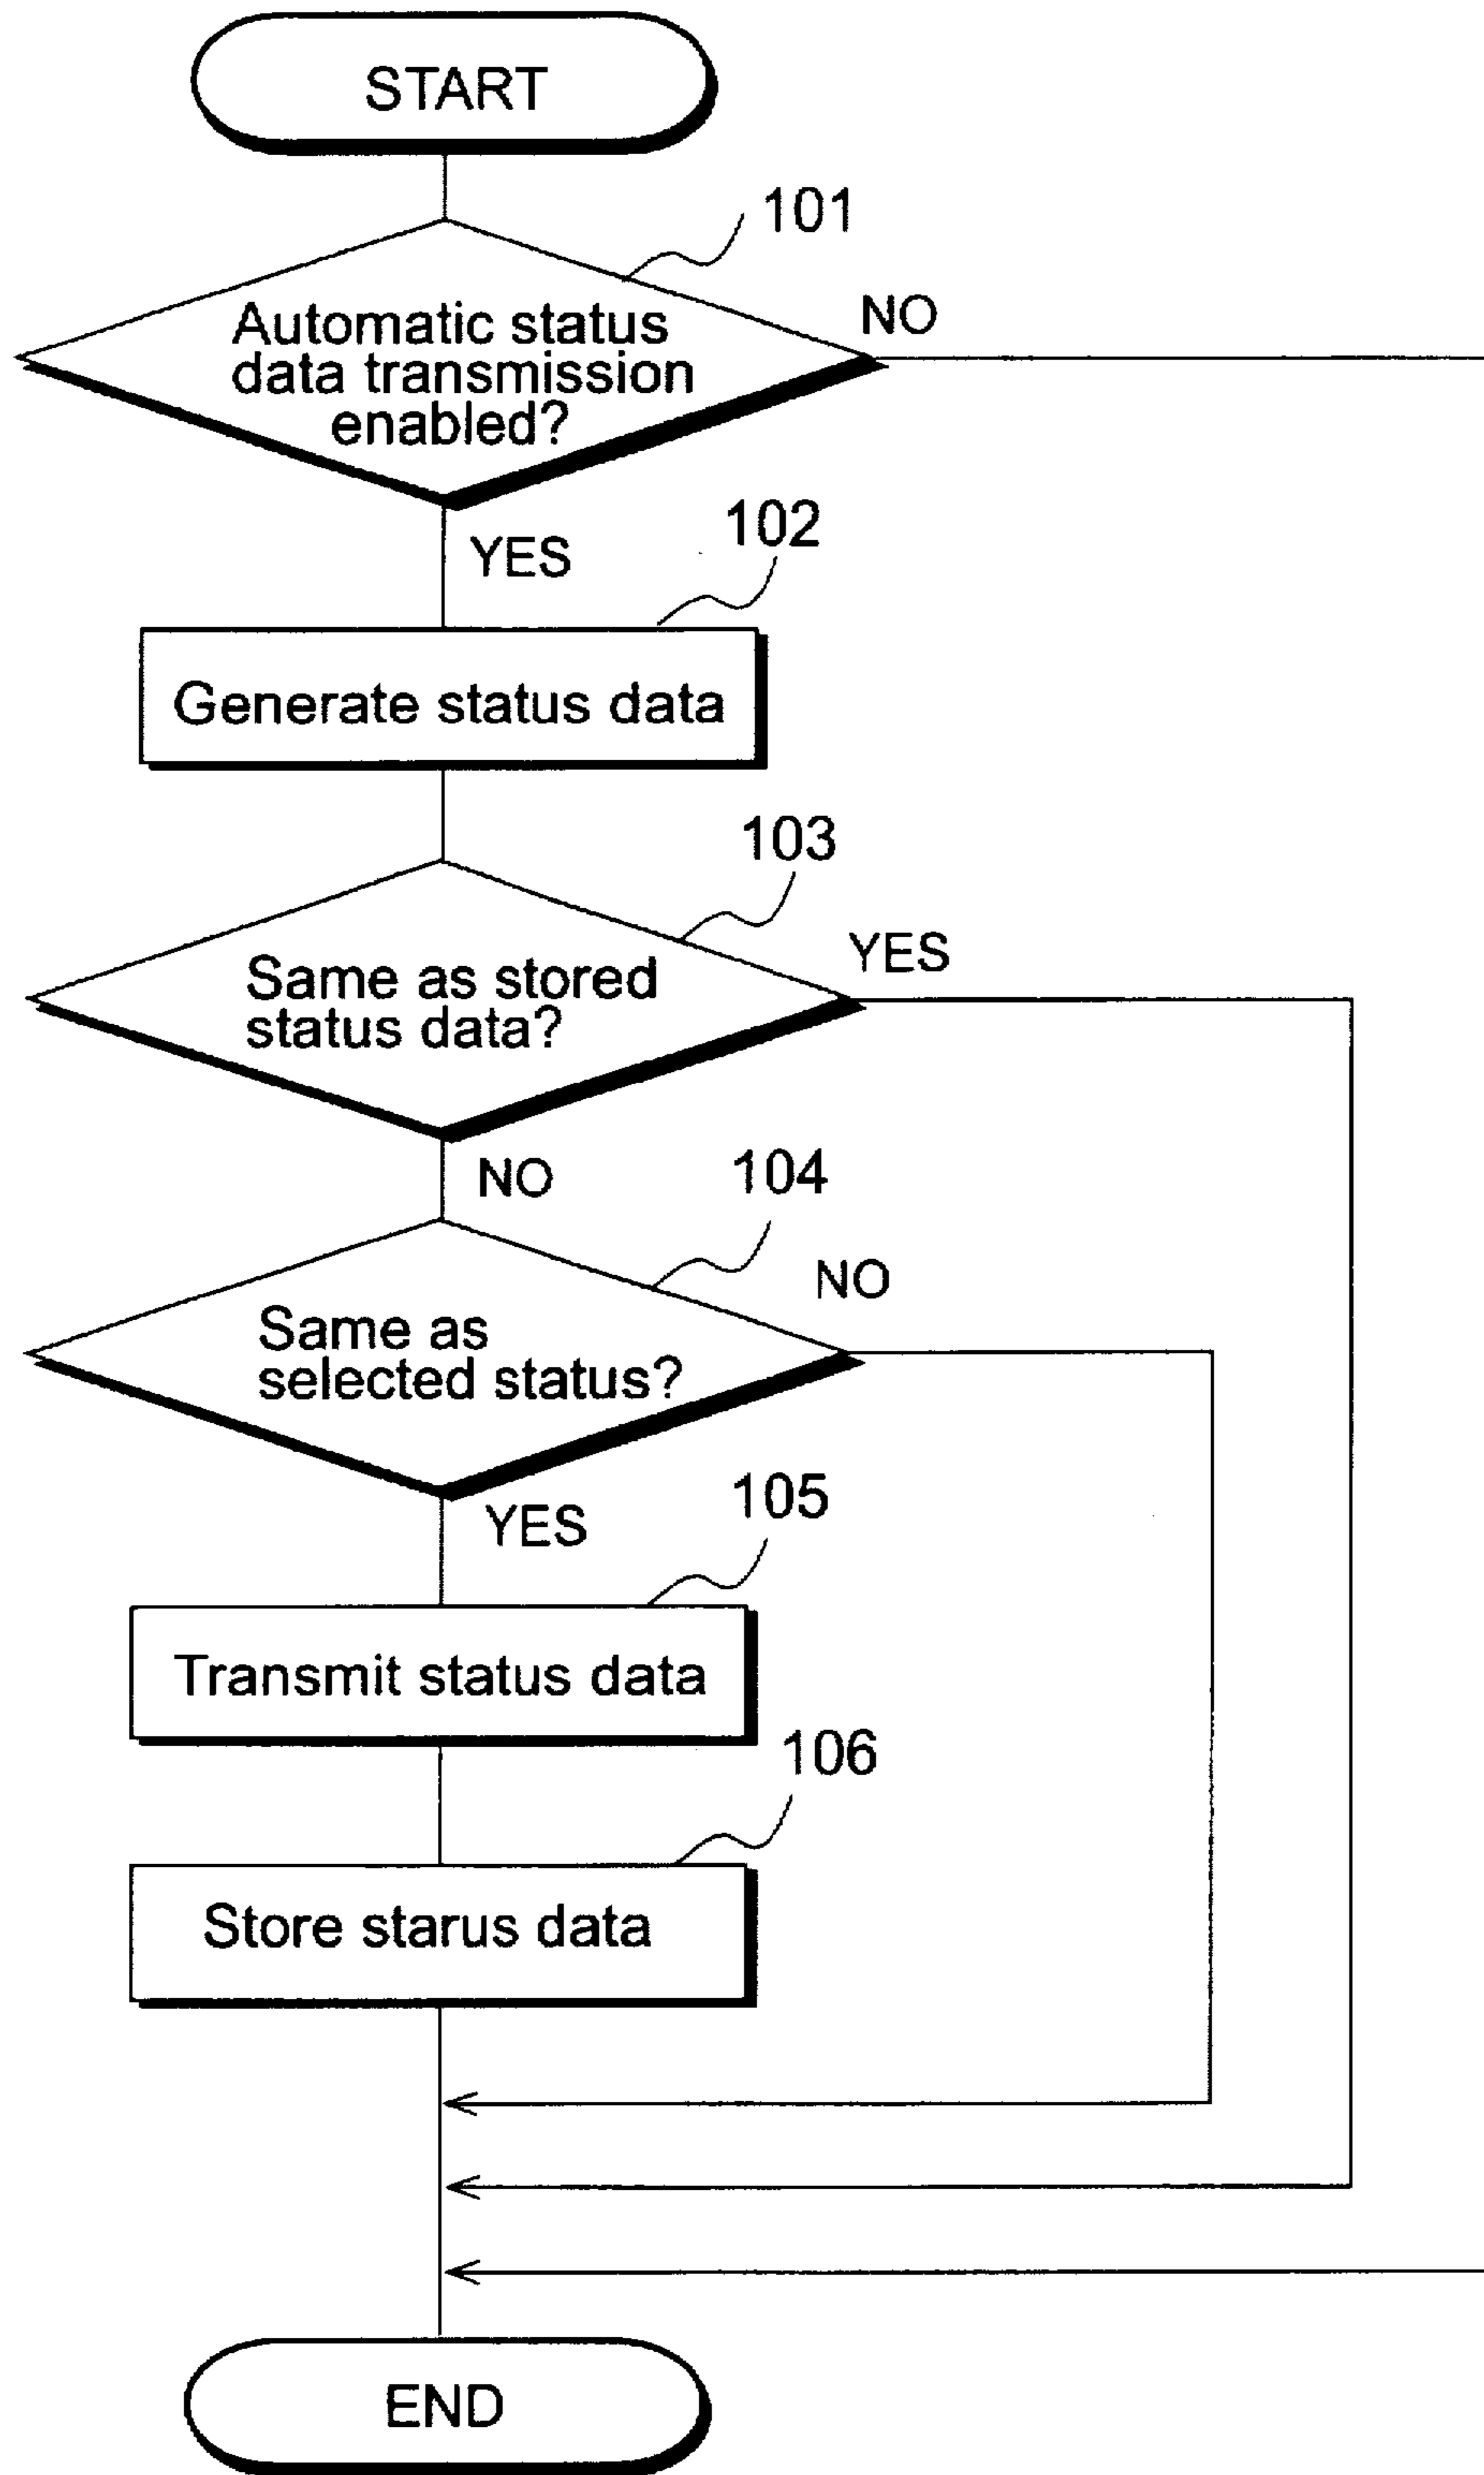 START
101
Automatic status
data transmission
enabled?
NO
YES
102
Generate status data
103
Same as stored
status data?
YES
NO
104
Same as
selected status?
NO
YES
105
Transmit status data
106
Store starus data
END